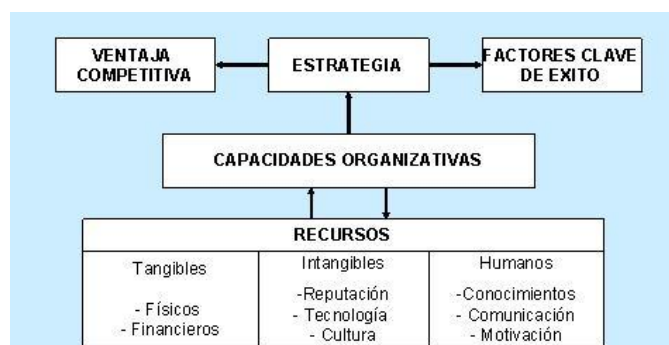 VENTAJA
COMPETITIVA
ESTRATEGIA
FACTORES CLAVE
DE EXITO
CAPACIDADES ORGANIZATIVAS
RECURSOS
Tangibles
- Físicos
- Financieros
Intangibles
-Reputación
- Tecnología
- Cultura
Humanos
-Conocimientos
- Comunicación
- Motivación